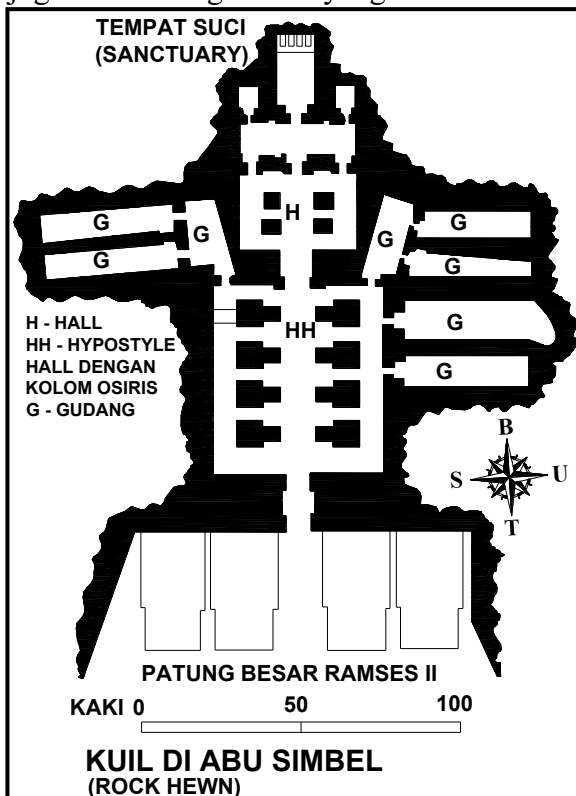 TEMPAT SUCI
(SANCTUARY)
H
G
G
G
G
G
G
G
HH
G
H - HALL
HH - HYPOSTYLE
HALL DENGAN
KOLOM OSIRIS
G - GUDANG
B
S
U
T
PATUNG BESAR RAMSES II
KAKI 0 50 100
KUIL DI ABU SIMBEL
(ROCK HEWN)